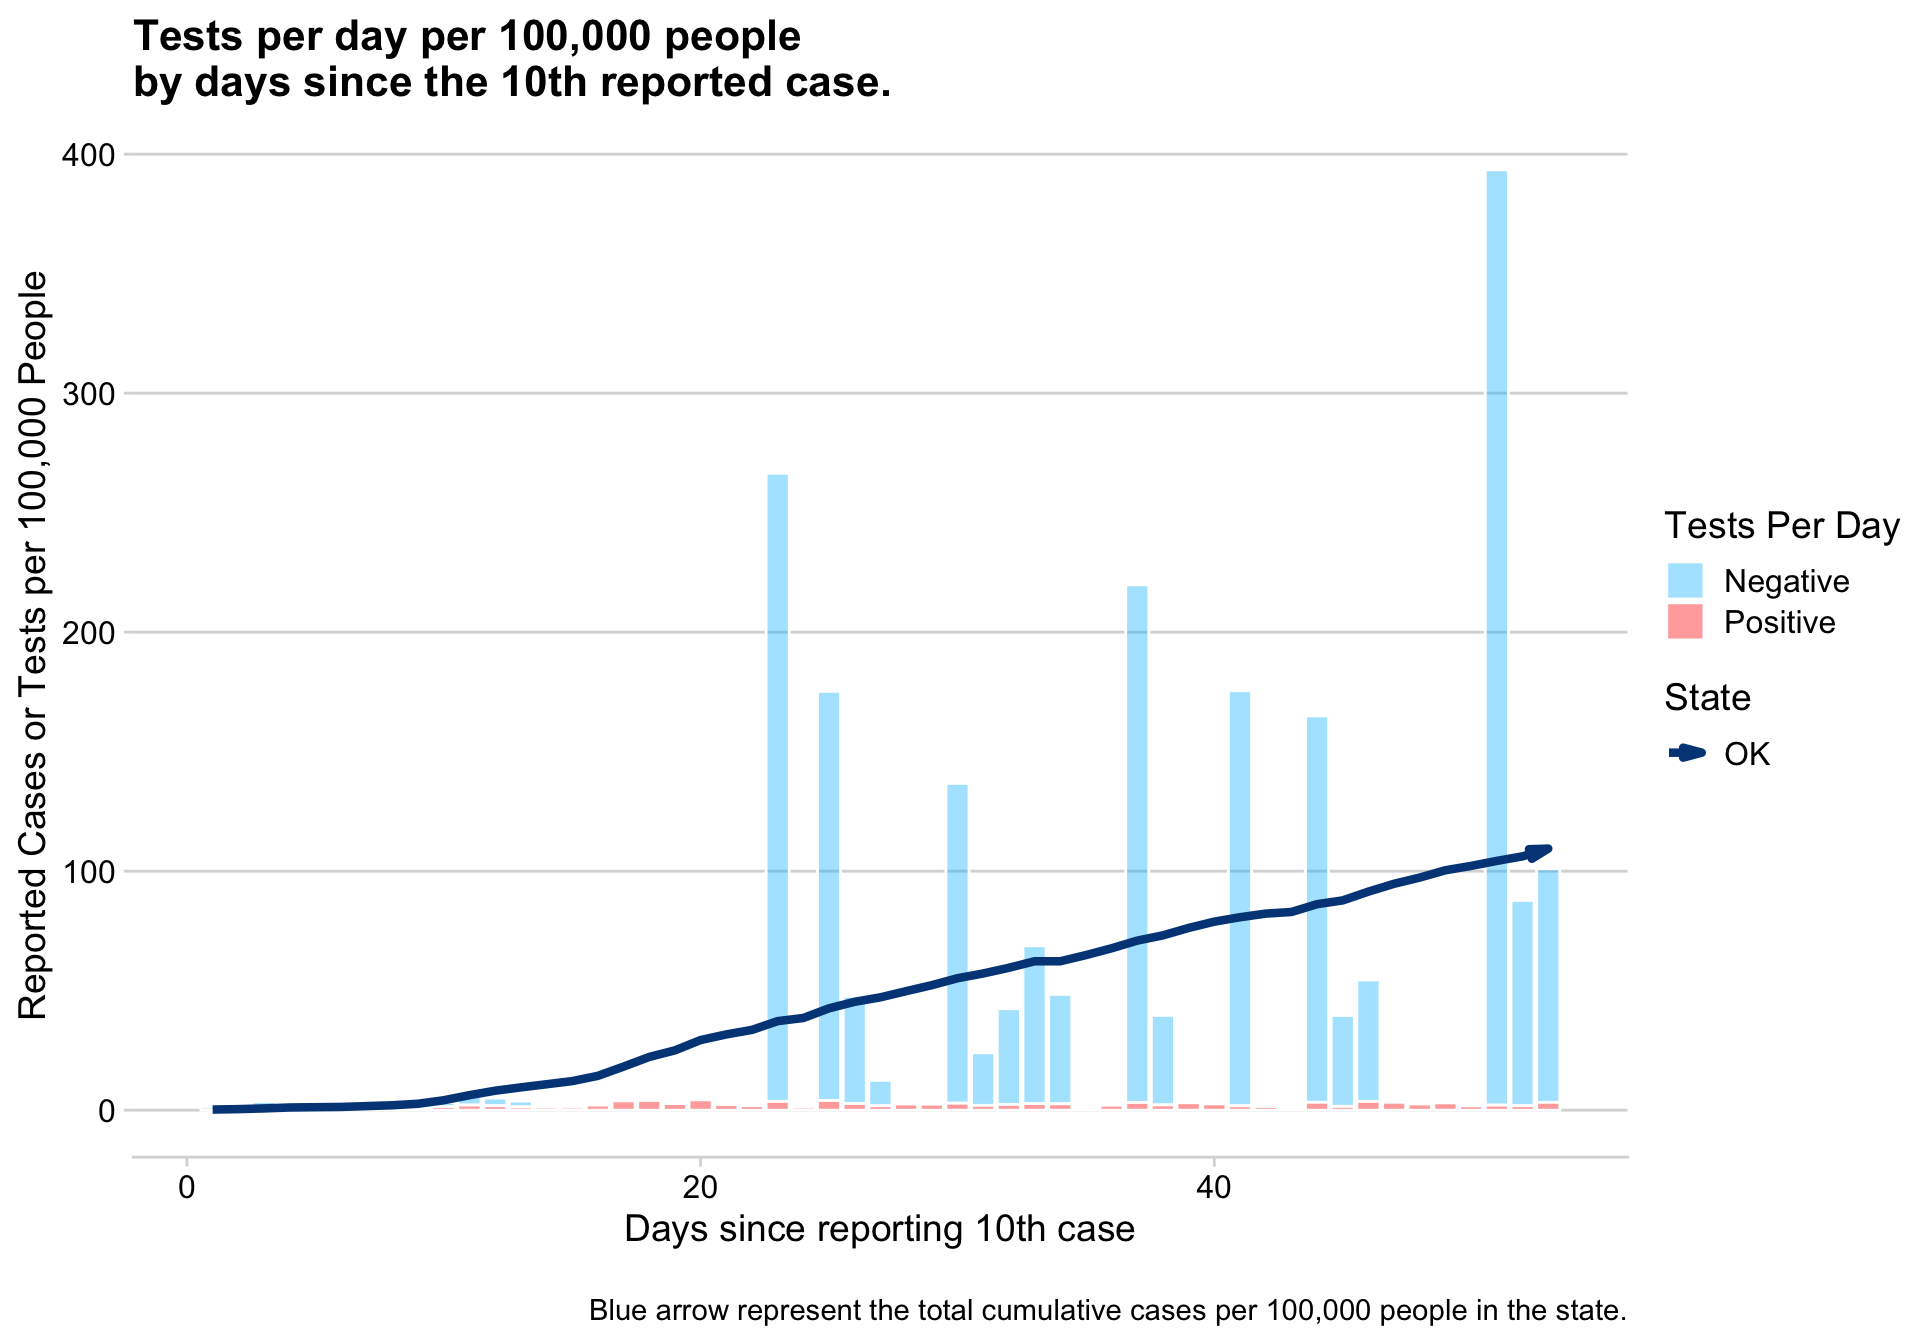 Tests per day per 100,000 people
by days since the 10th reported case.
Reported Cases or Tests per 100,000 People
400
300
200
100
0
0
20
40
Days since reporting 10th case
Tests Per Day
Negative
Positive
State
OK
Blue arrow represent the total cumulative cases per 100,000 people in the state.